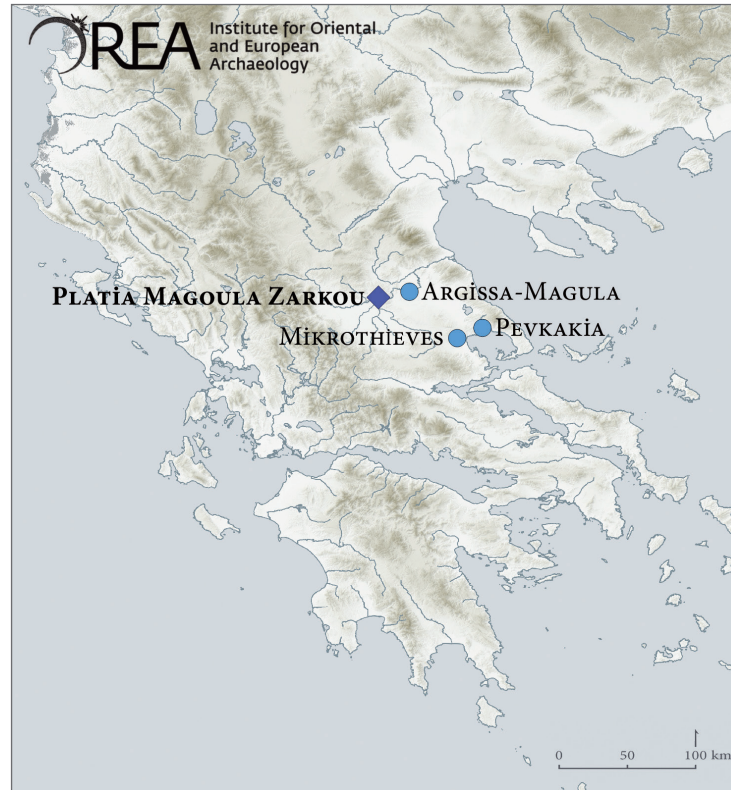 OREA
Institute for Oriental
and European
Archaeology
PLATIA MAGOULA ZARKOU
ARGISSA-MAGULA
MIKROTHIEVES
PEVKAKIA
0 50 100 km